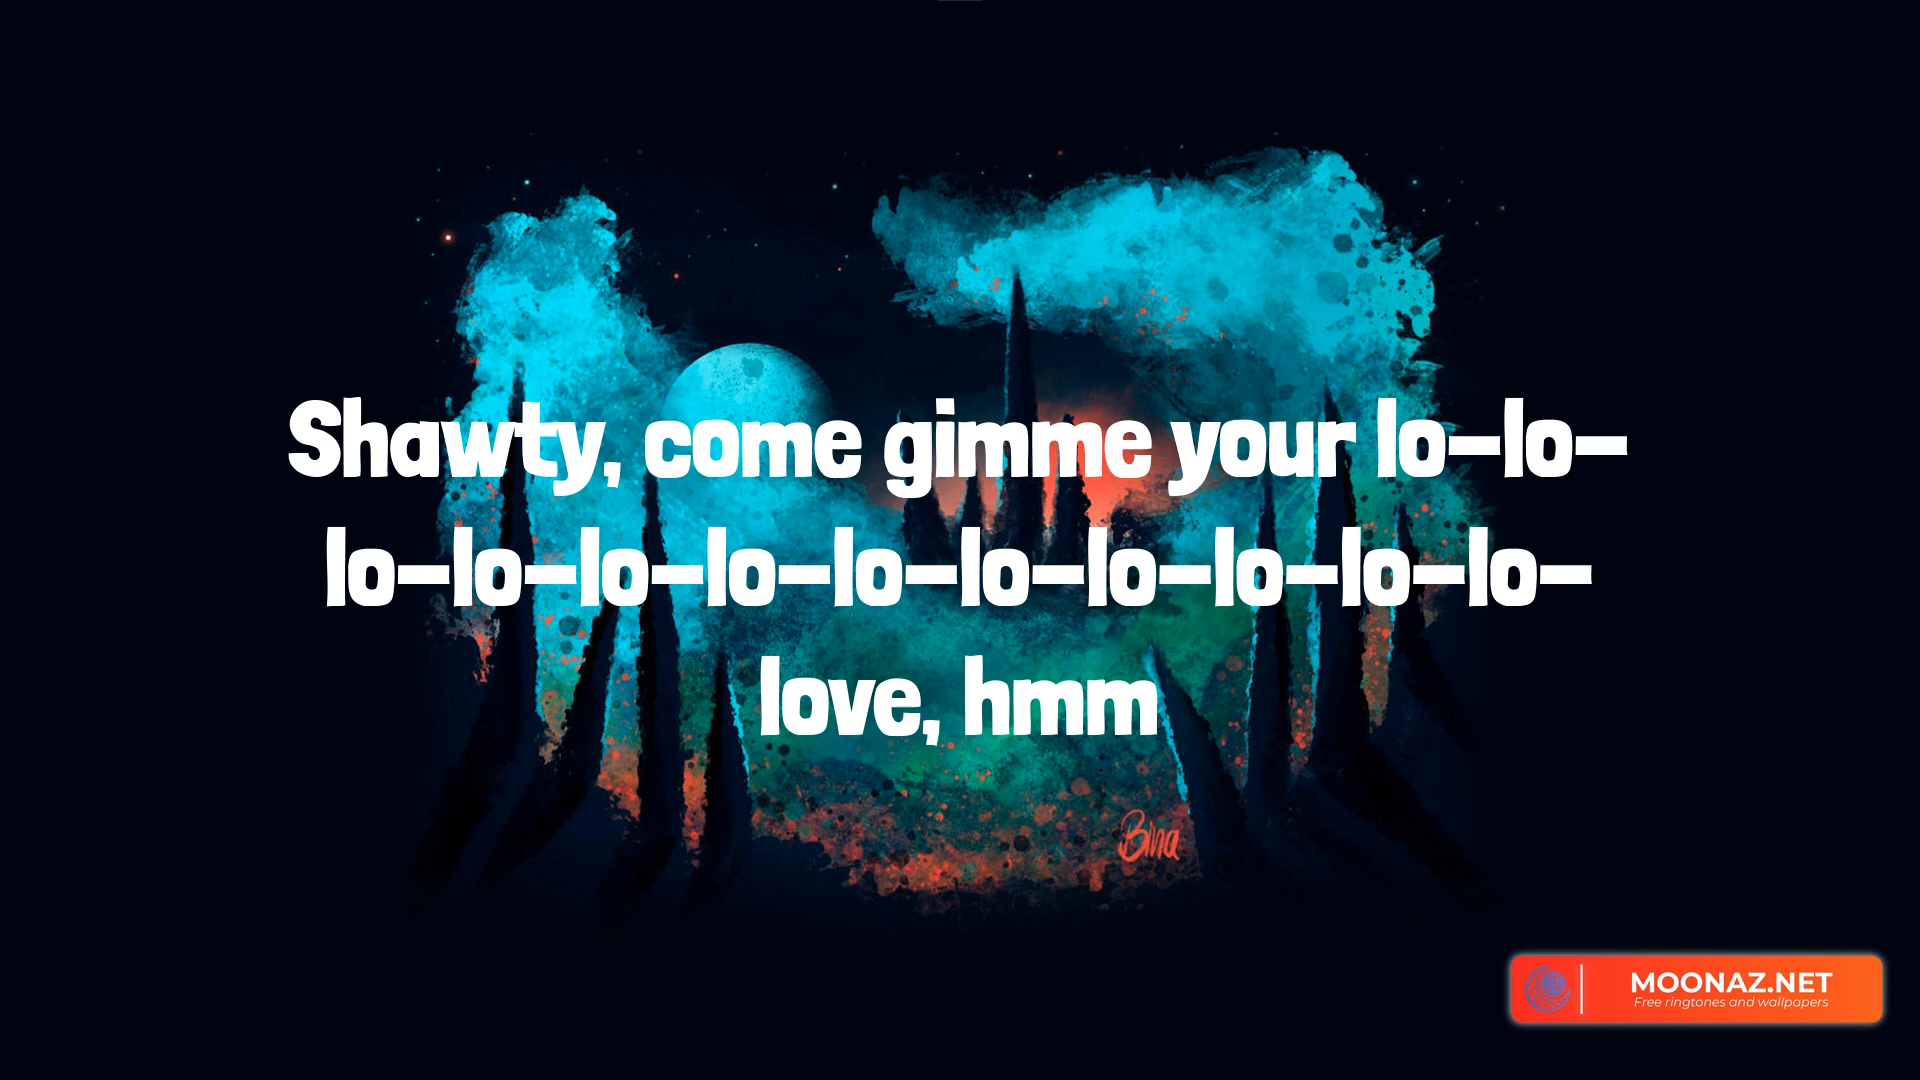 Shawty, come gimme your lo-lo-
lo-lo-lo-lo-lo-lo-lo-lo-lo-lo-
love, hmm
Bina
MOONAZ.NET
Free ringtones and wallpapers